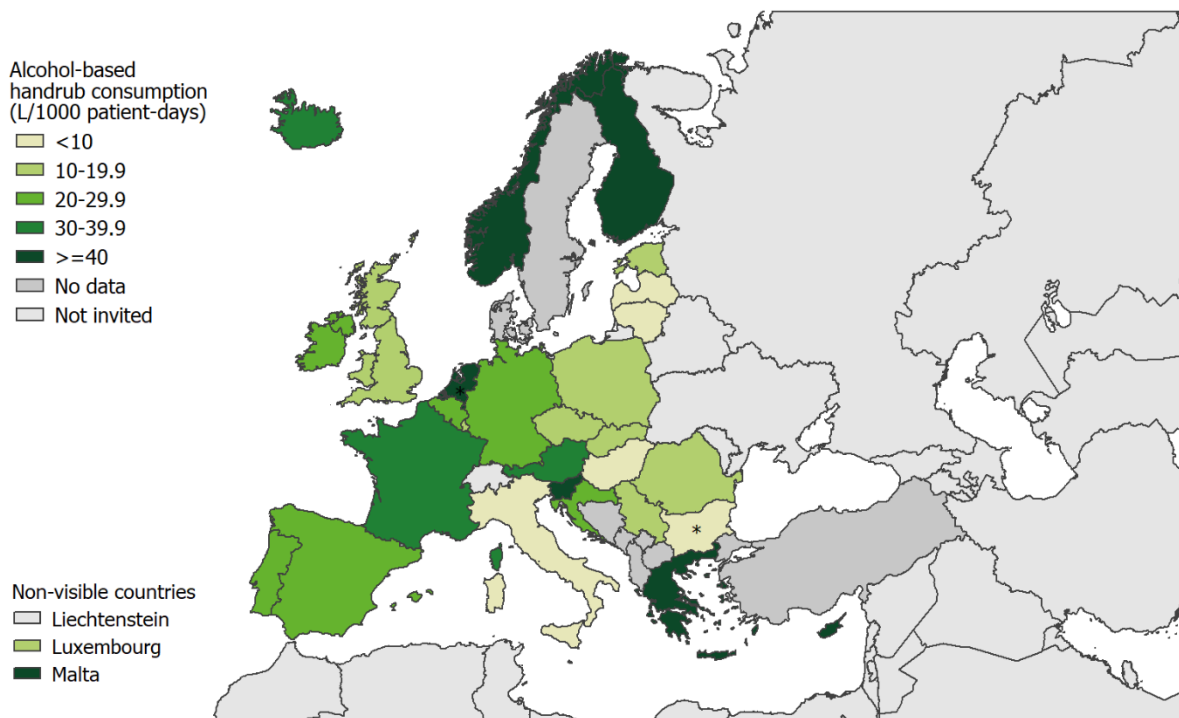 Alcohol-based
handrub consumption
(L/1000 patient-days)
<10
10-19.9
20-29.9
30-39.9
>=40
No data
Not invited
*
*
Non-visible countries
Liechtenstein
Luxembourg
Malta